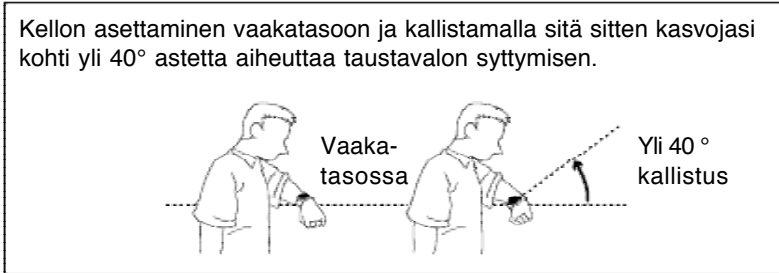 Kellon asettaminen vaakatasoon ja kallistamalla sitä sitten kasvojasi
kohti yli 40° astetta aiheuttaa taustavalon syttymisen.
Vaaka-
tasossa
Yli 40 °
kallistus